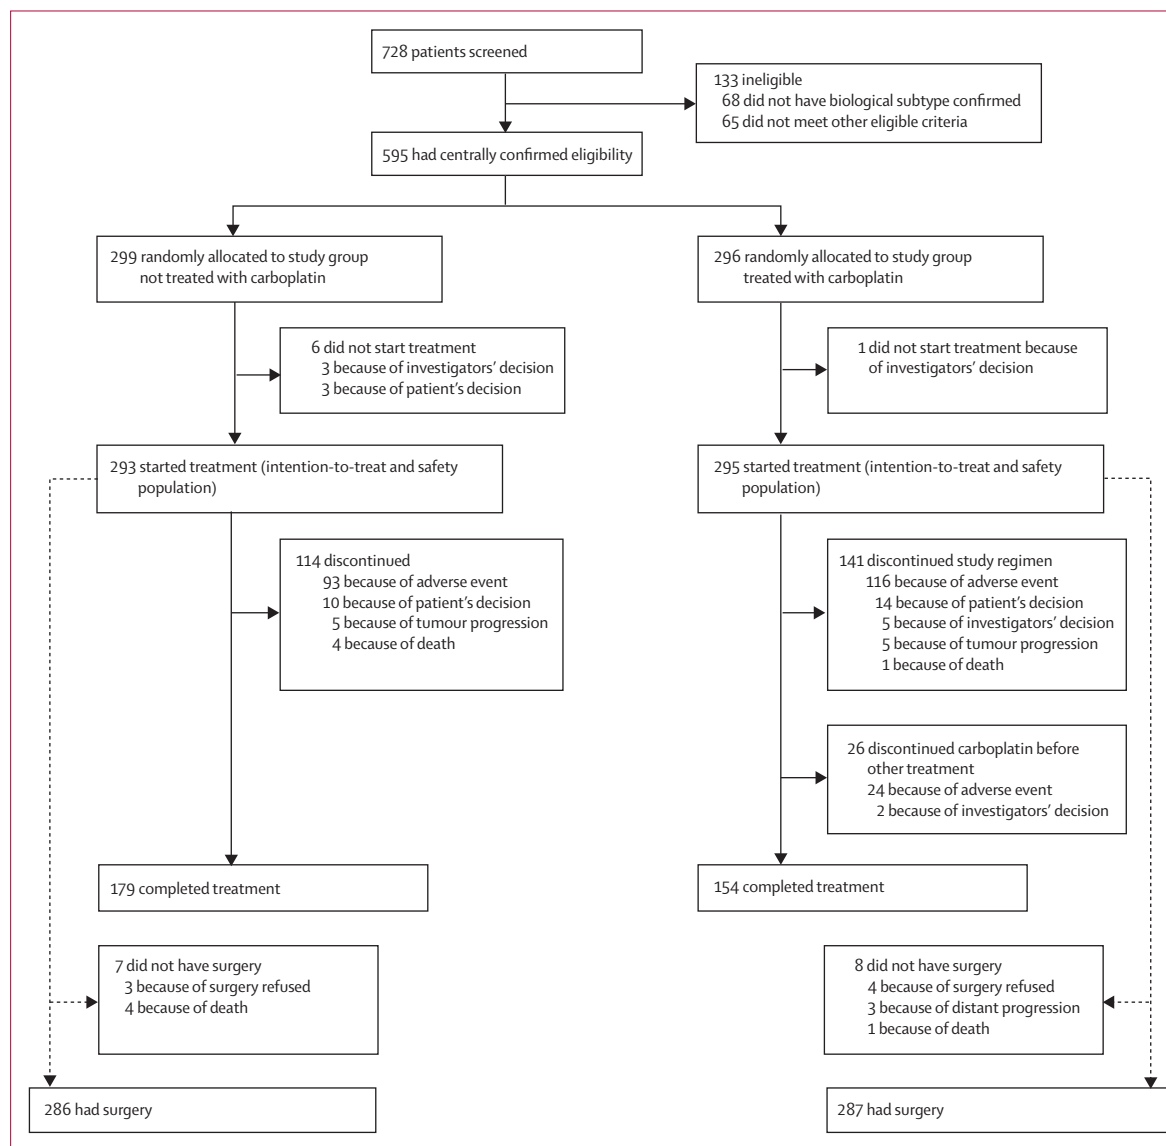 728 patients screened
133 ineligible
68 did not have biological subtype confirmed
65 did not meet other eligible criteria
595 had centrally confirmed eligibility
299 randomly allocated to study group
not treated with carboplatin
296 randomly allocated to study group
treated with carboplatin
6 did not start treatment
3 because of investigators' decision
3 because of patient's decision
1 did not start treatment because
of investigators' decision
293 started treatment (intention-to-treat and safety
population)
295 started treatment (intention-to-treat and safety
population)
114 discontinued
93 because of adverse event
10 because of patient's decision
5 because of tumour progression
4 because of death
141 discontinued study regimen
116 because of adverse event
14 because of patient's decision
5 because of investigators' decision
5 because of tumour progression
1 because of death
26 discontinued carboplatin before
other treatment
24 because of adverse event
2 because of investigators' decision
179 completed treatment
154 completed treatment
7 did not have surgery
3 because of surgery refused
4 because of death
8 did not have surgery
4 because of surgery refused
3 because of distant progression
1 because of death
286 had surgery
287 had surgery